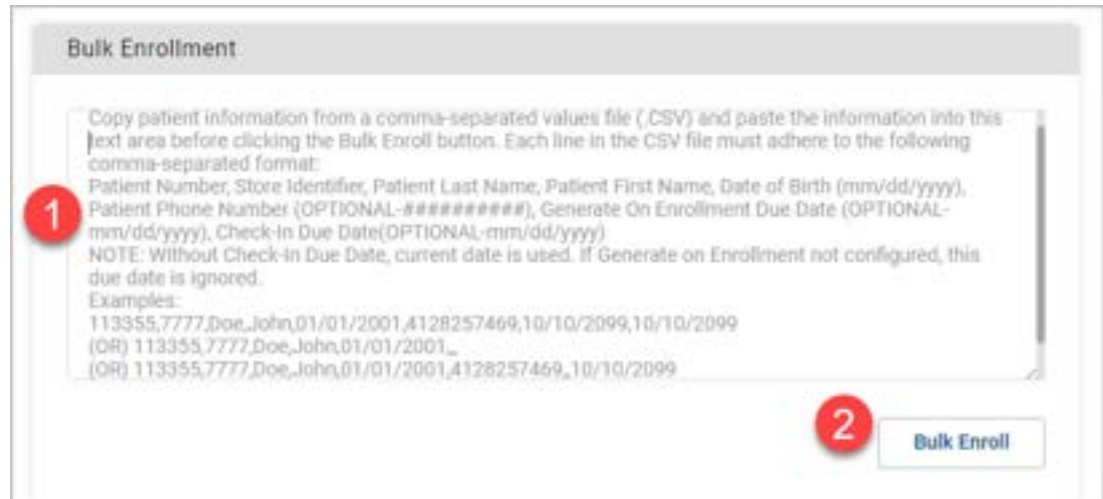 Bulk Enrollment
Copy patient information from a comma-separated values file (.CSV) and paste the information into this
text area before clicking the Bulk Enroll button. Each line in the CSV file must adhere to the following
comma-separated format:
Patient Number, Store Identifier, Patient Last Name, Patient First Name, Date of Birth (mm/dd/yyyy),
1
Patient Phone Number (OPTIONAL-##########), Generate On Enrollment Due Date (OPTIONAL-
mm/dd/yyyy), Check-In Due Date(OPTIONAL-mm/dd/yyyy)
NOTE: Without Check-In Due Date, current date is used. If Generate on Enrollment not configured, this
due date is ignored.
Examples:
113355,7777,Doe,John,01/01/2001,4128257469,10/10/2099,10/10/2099
(OR) 113355,7777,Doe,John,01/01/2001,,,
(OR) 113355,7777,Doe,John,01/01/2001,4128257469,,10/10/2099
2
Bulk Enroll